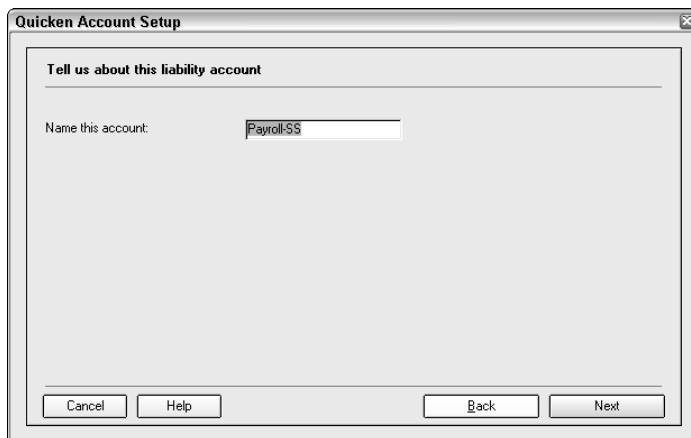 Quicken Account Setup
Tell us about this liability account
Name this account: Payroll-SS
Cancel Help Back Next